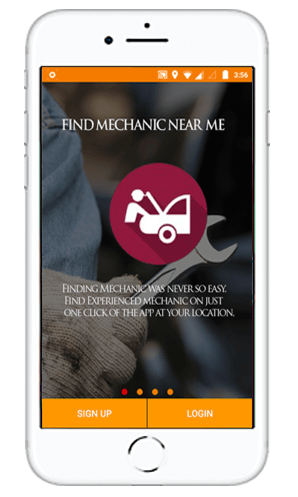 3:56
FIND MECHANIC NEAR ME
FINDING MECHANIC WAS NEVER SO EASY.
FIND EXPERIENCED MECHANIC ON JUST
ONE CLICK OF THE APP AT YOUR LOCATION.
SIGN UP LOGIN